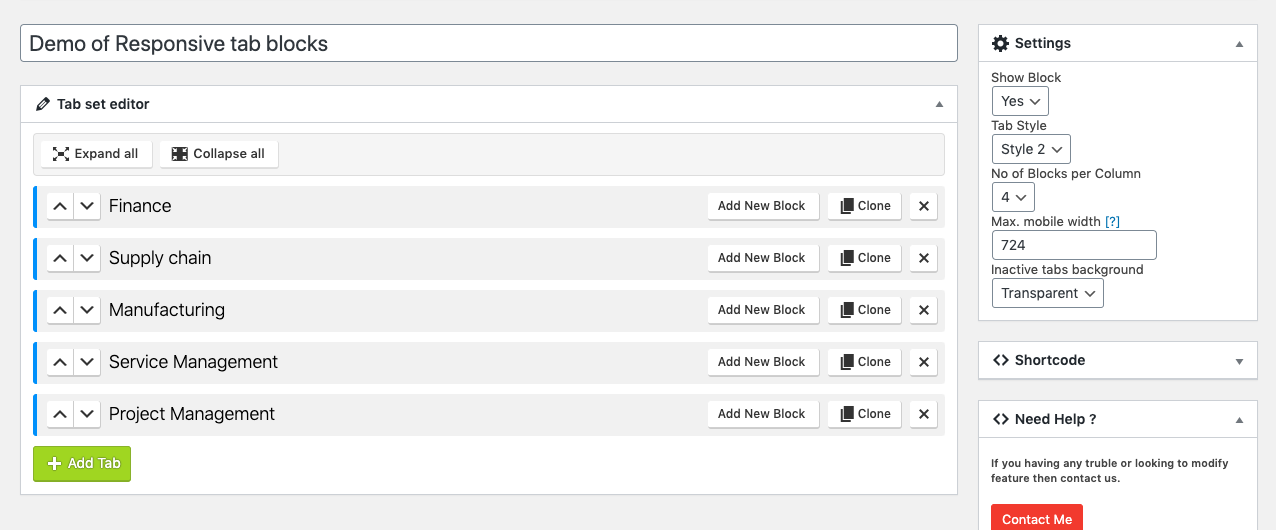 Demo of Responsive tab blocks
Tab set editor
Expand all
Collapse all
Finance
Add New Block
Clone
Supply chain
Add New Block
Clone
Manufacturing
Add New Block
Clone
Service Management
Add New Block
Clone
Project Management
Add New Block
Clone
Add Tab
Settings
Show Block
Yes
Tab Style
Style 2
No of Blocks per Column
4
Max. mobile width [?]
724
Inactive tabs background
Transparent
Shortcode
Need Help ?
If you having any truble or looking to modify
feature then contact us.
Contact Me